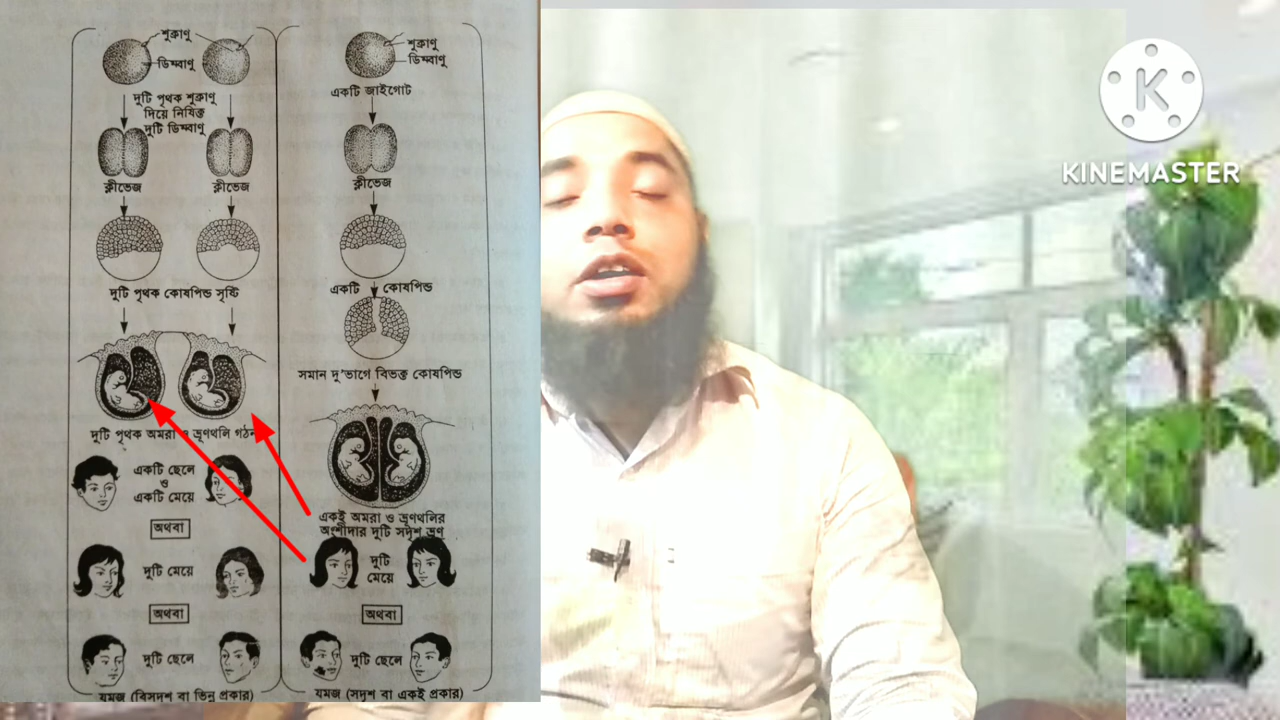 শুক্রাণু
ডিম্বাণু
দুটি পৃথক শুক্রাণু
দিয়ে নিষিক্ত
দুটি ডিম্বাণু
ক্লীভেজ
ক্লীভেজ
দুটি পৃথক কোষপিন্ড সৃষ্টি
দুটি পৃথক অমরা ও ভ্রূণথলি গঠন
একটি ছেলে
ও
একটি মেয়ে
অথবা
দুটি মেয়ে
অথবা
দুটি ছেলে
যমজ (বিসদৃশ বা ভিন্ন প্রকার)
শুক্রাণু
ডিম্বাণু
একটি জাইগোট
ক্লীভেজ
একটি কোষপিন্ড
সমান দু'ভাগে বিভক্ত কোষপিন্ড
একই অমরা ও ভ্রূণথলির
অংশীদার দুটি সদৃশ ভ্রূণ
দুটি
মেয়ে
অথবা
দুটি ছেলে
যমজ (সদৃশ বা একই প্রকার)
K
KINEMASTER